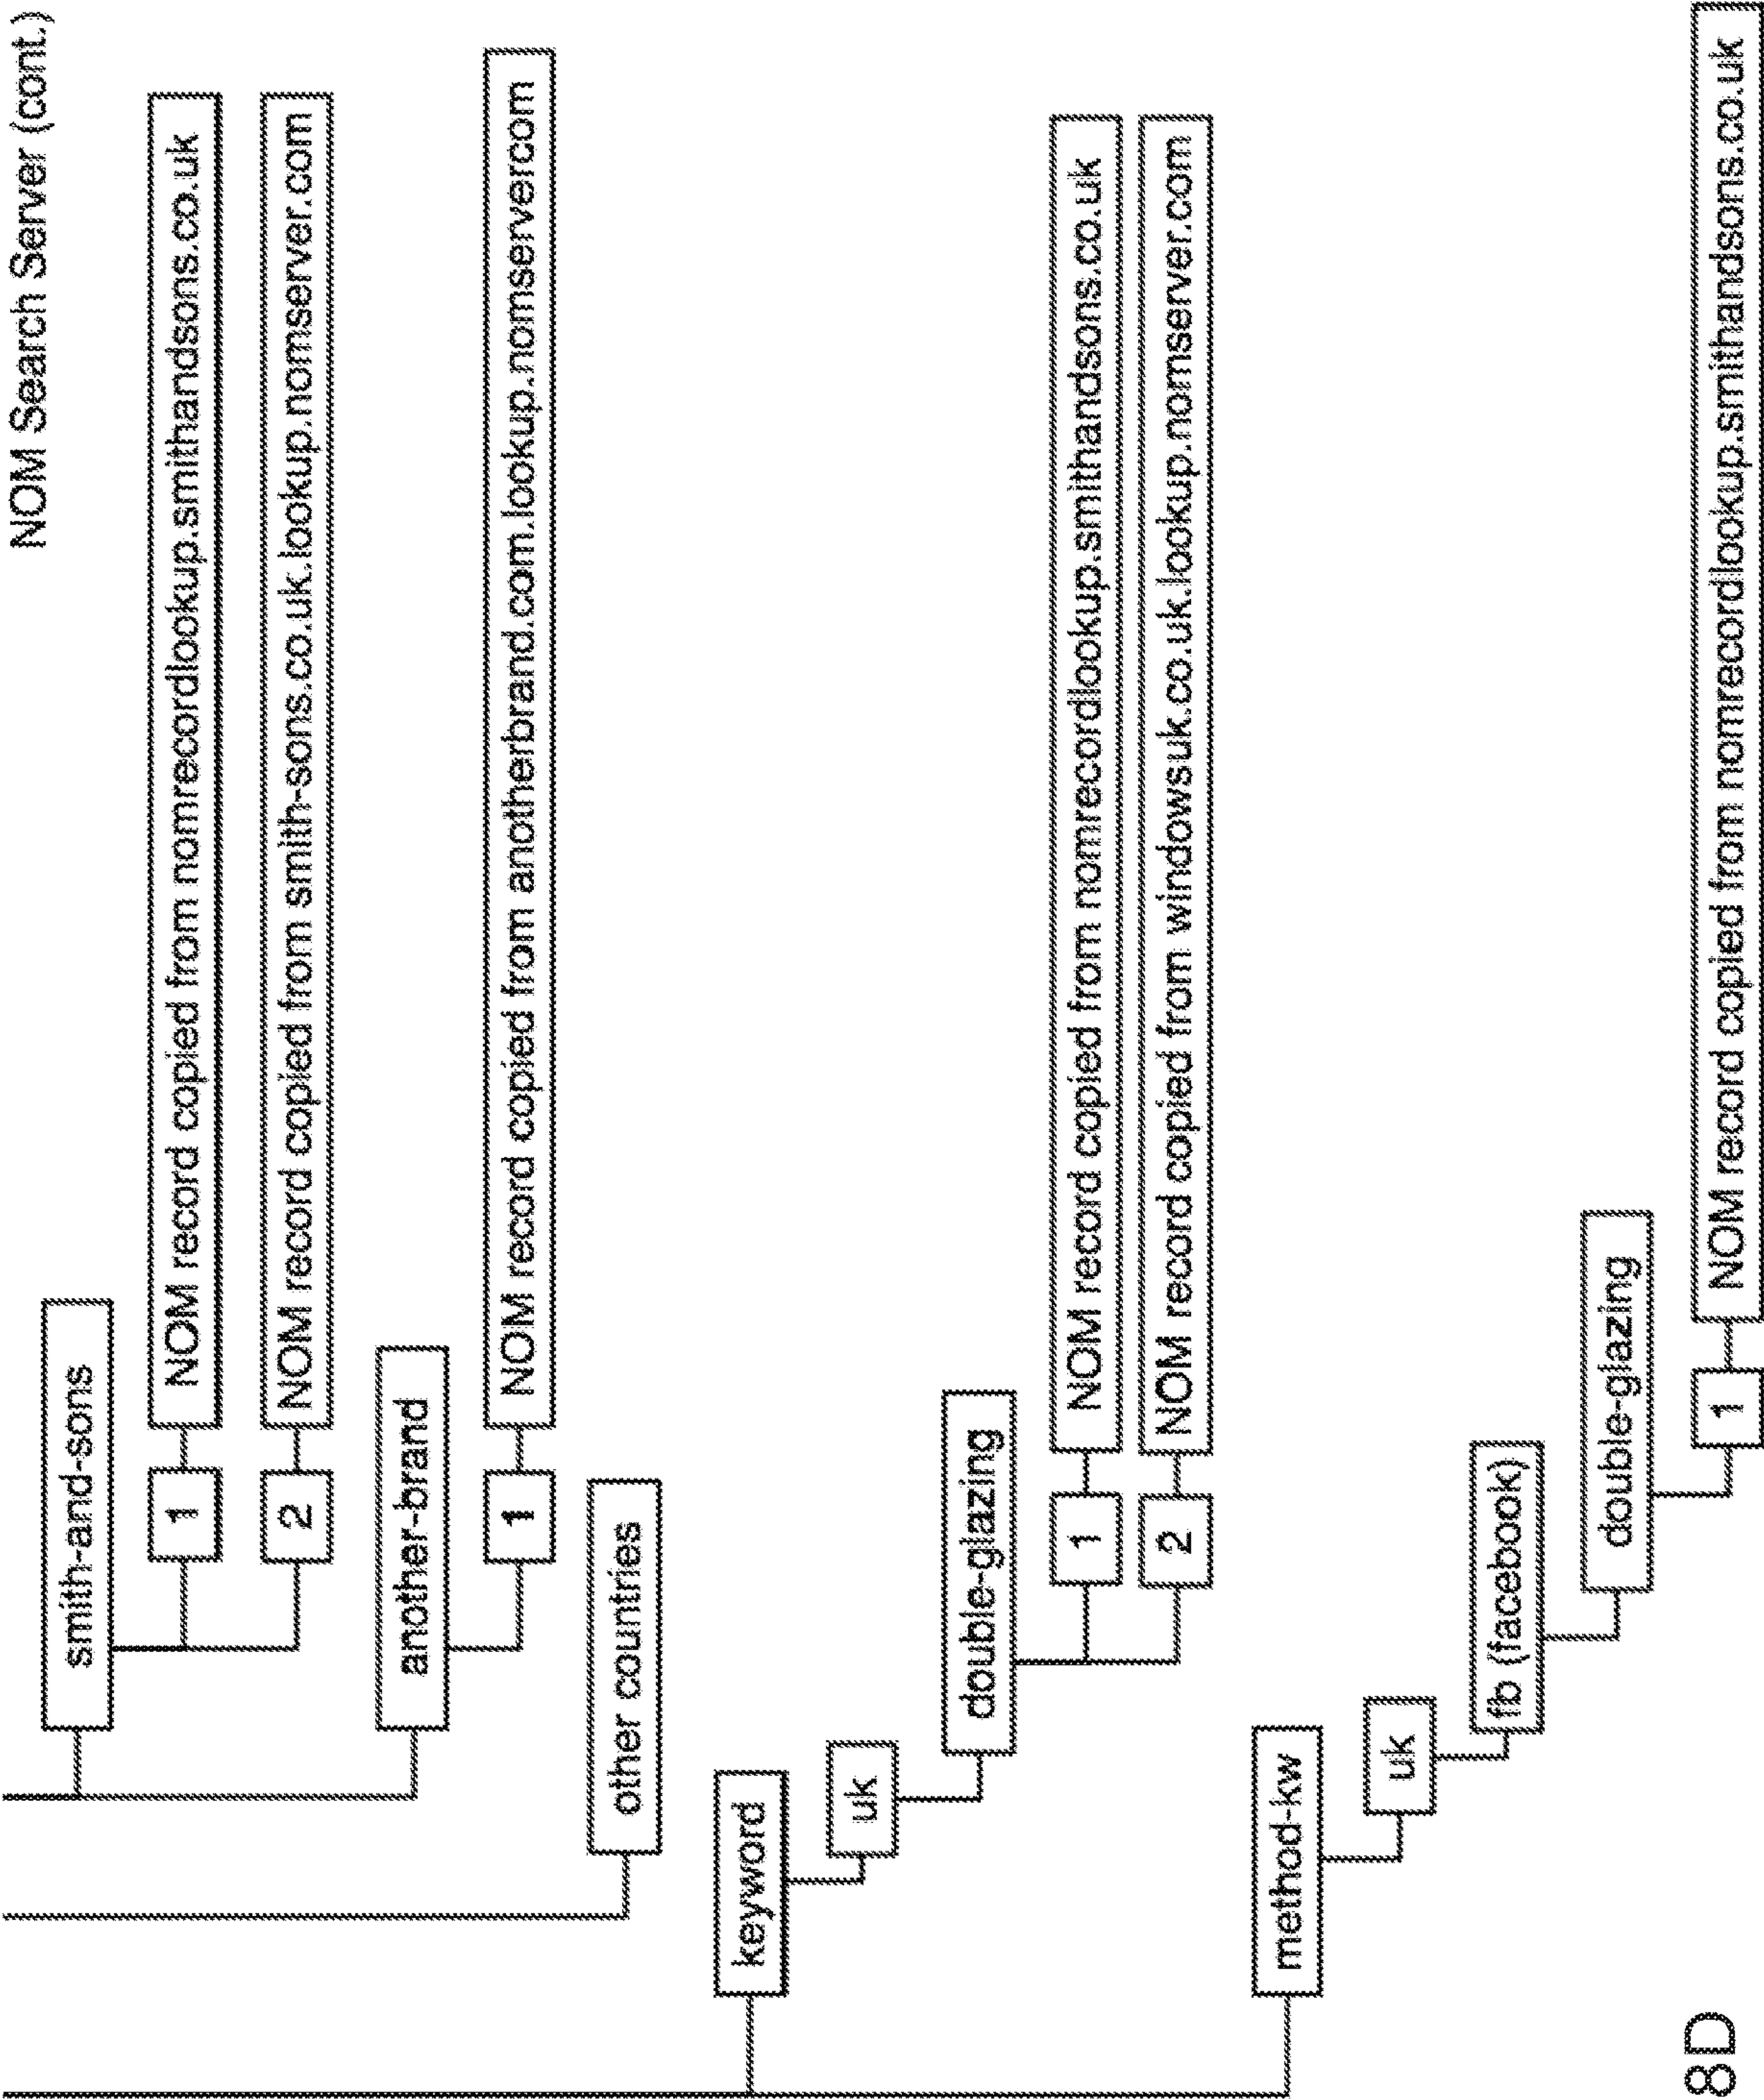 NOM Search Server (cont.)
smith-and-sons
1 NOM record copied from nomrecordlookup.smithandsons.co.uk
2 NOM record copied from smith-sons.co.uk.lookup.nomserver.com
another-brand
1 NOM record copied from anotherbrand.com.lookup.nomservercom
other countries
keyword
uk
double-glazing
1 NOM record copied from nomrecordlookup.smithandsons.co.uk
2 NOM record copied from windowsuk.co.uk.lookup.nomserver.com
method-kw
uk
fb (facebook)
double-glazing
1 NOM record copied from nomrecordlookup.smithandsons.co.uk
8D